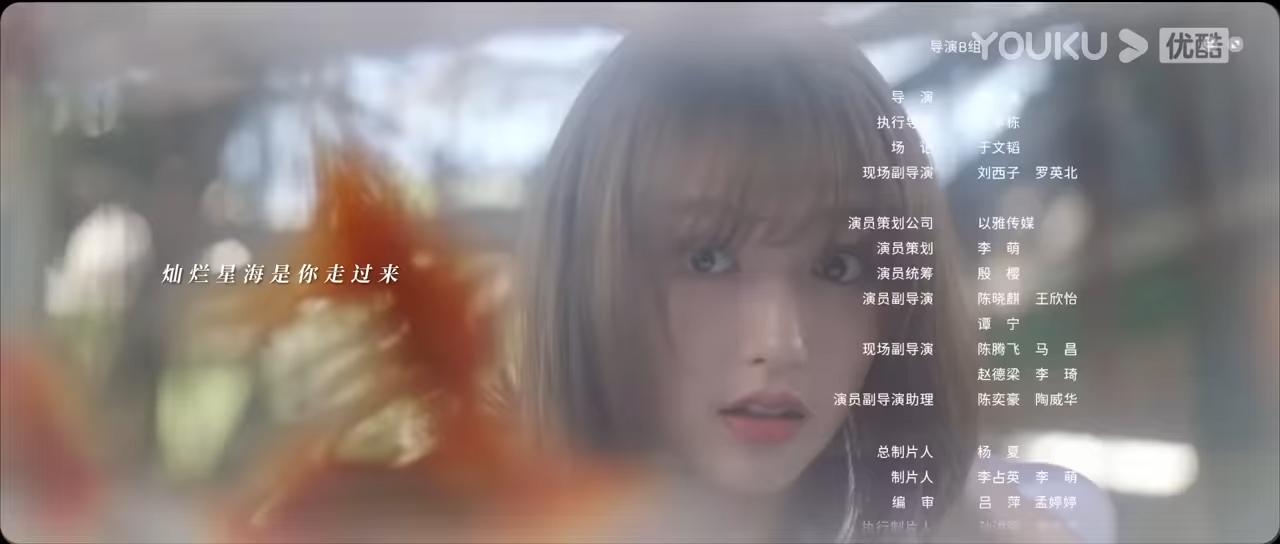 导演B组
YOUKU 优酷
导 演
执行导 栋
场 记 于文韬
现场副导演 刘西子 罗英北
演员策划公司 以雅传媒
演员策划 李 萌
演员统筹 殷 樱
灿烂星海是你走过来
演员副导演 陈晓麒 王欣怡
谭 宁
现场副导演 陈腾飞 马 昌
赵德梁 李 琦
演员副导演助理 陈奕豪 陶威华
总制片人 杨 夏
制片人 李占英 李 萌
编 审 吕 萍 孟婷婷
执行制片人